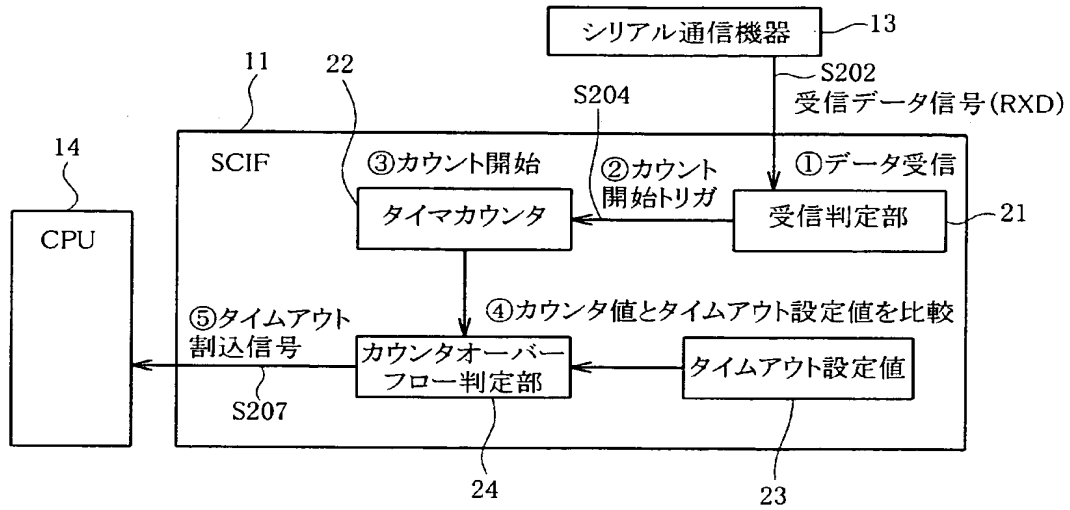 シリアル通信機器
13
S202
受信データ信号(RXD)
11
22
S204
14
SCIF
③カウント開始
②カウント
開始トリガ
①データ受信
CPU
タイマカウンタ
受信判定部
21
④カウンタ値とタイムアウト設定値を比較
⑤タイムアウト
割込信号
カウンタオーバー
フロー判定部
タイムアウト設定値
S207
24
23